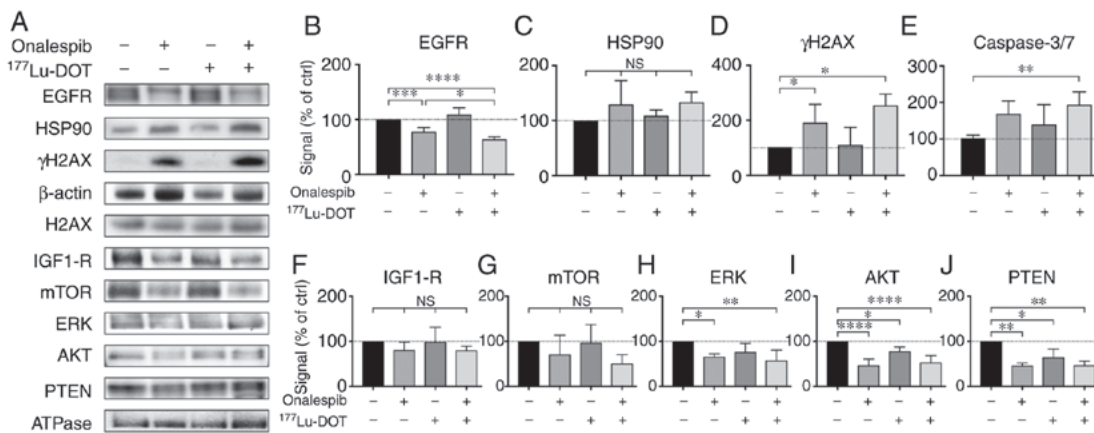 A
Onalespib − + − +
¹⁷⁷Lu-DOT − − + +
EGFR
HSP90
γH2AX
β-actin
H2AX
IGF1-R
mTOR
ERK
AKT
PTEN
ATPase
B C D E
EGFR HSP90 γH2AX Caspase-3/7
Signal (% of ctrl)
200 200 400 300
**** NS * **
*** * * 200
100 100 200 100
0 0 0 0
Onalespib − + − + − + − + − + − + − + − +
¹⁷⁷Lu-DOT − − + + − − + + − − + + − − + +
F G H I J
IGF1-R mTOR ERK AKT PTEN
Signal (% of ctrl)
200 200 200 200 200
NS NS ** **** **
* * *
**** **
100 100 100 100 100
0 0 0 0 0
Onalespib − + − + − + − + − + − + − + − + − + − +
¹⁷⁷Lu-DOT − − + + − − + + − − + + − − + + − − + +